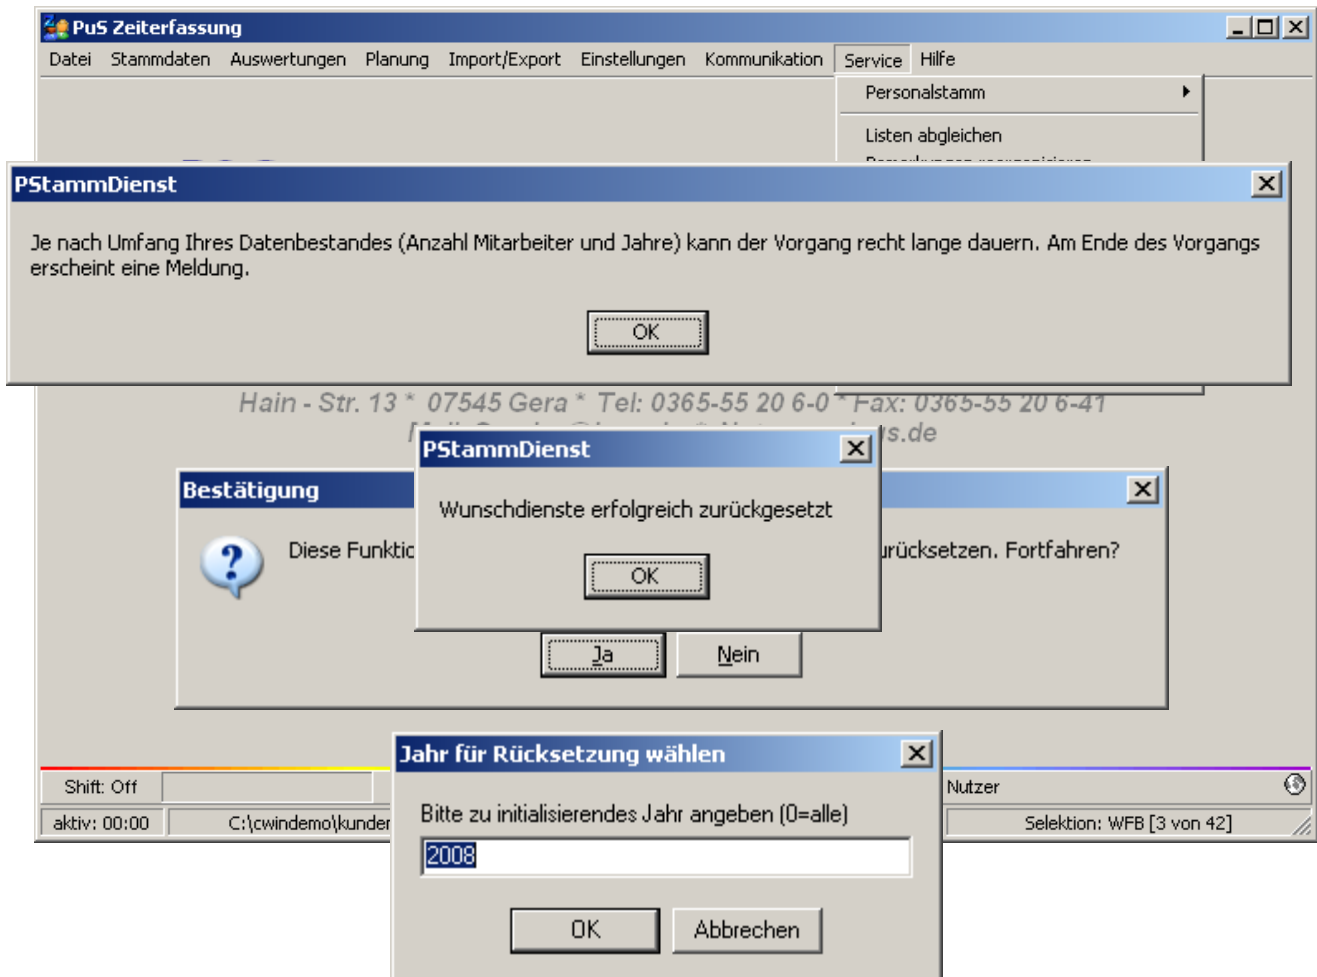 PuS Zeiterfassung
Datei Stammdaten Auswertungen Planung Import/Export Einstellungen Kommunikation Service Hilfe
Personalstamm
Listen abgleichen
PStammDienst
Je nach Umfang Ihres Datenbestandes (Anzahl Mitarbeiter und Jahre) kann der Vorgang recht lange dauern. Am Ende des Vorgangs
erscheint eine Meldung.
OK
Hain - Str. 13 * 07545 Gera * Tel: 0365-55 20 6-0 * Fax: 0365-55 20 6-41
s.de
PStammDienst
Wunschdienste erfolgreich zurückgesetzt
OK
Bestätigung
Diese Funktio urücksetzen. Fortfahren?
Ja Nein
Jahr für Rücksetzung wählen
Bitte zu initialisierendes Jahr angeben (0=alle)
2008
OK Abbrechen
Shift: Off Nutzer
aktiv: 00:00 C:\cwindemo\kunden Selektion: WFB [3 von 42]